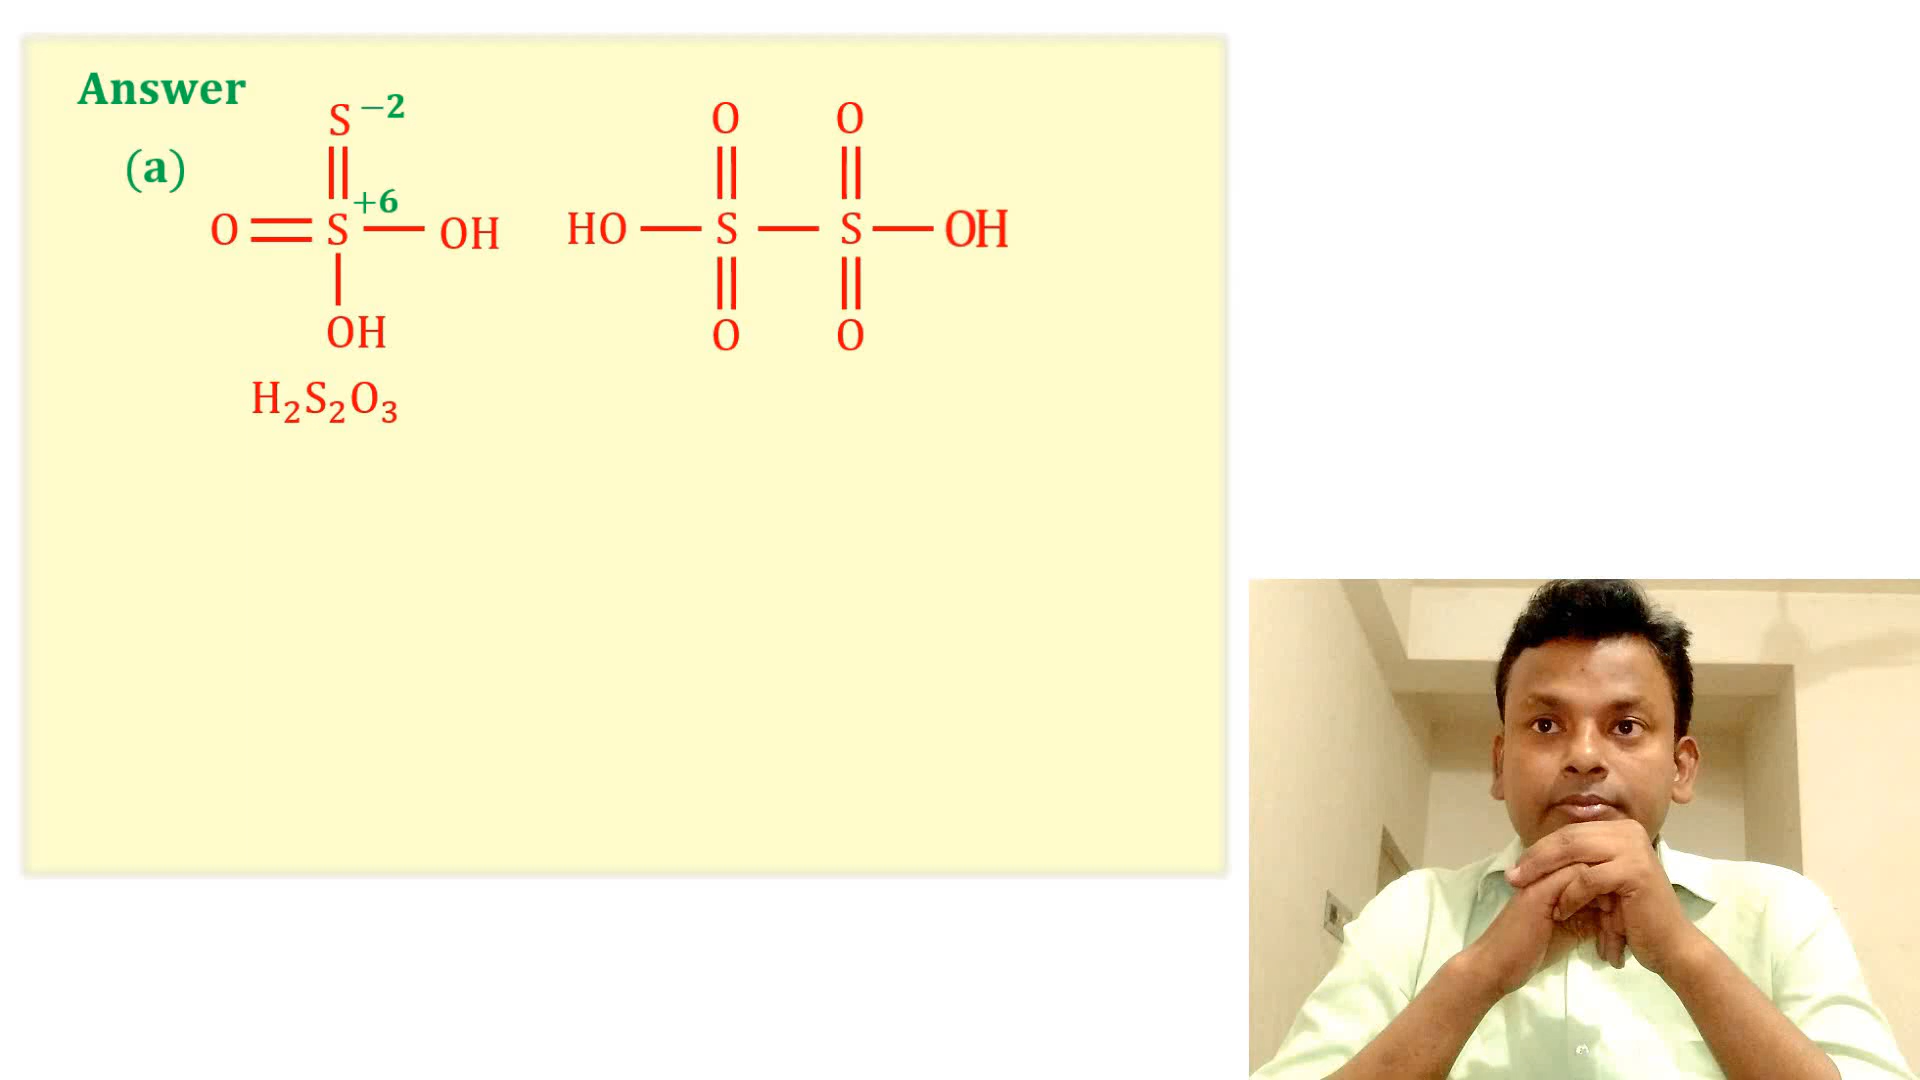 Answer
(a)
S −2
O = S +6 — OH
OH
H₂S₂O₃
O O
HO — S — S — OH
O O